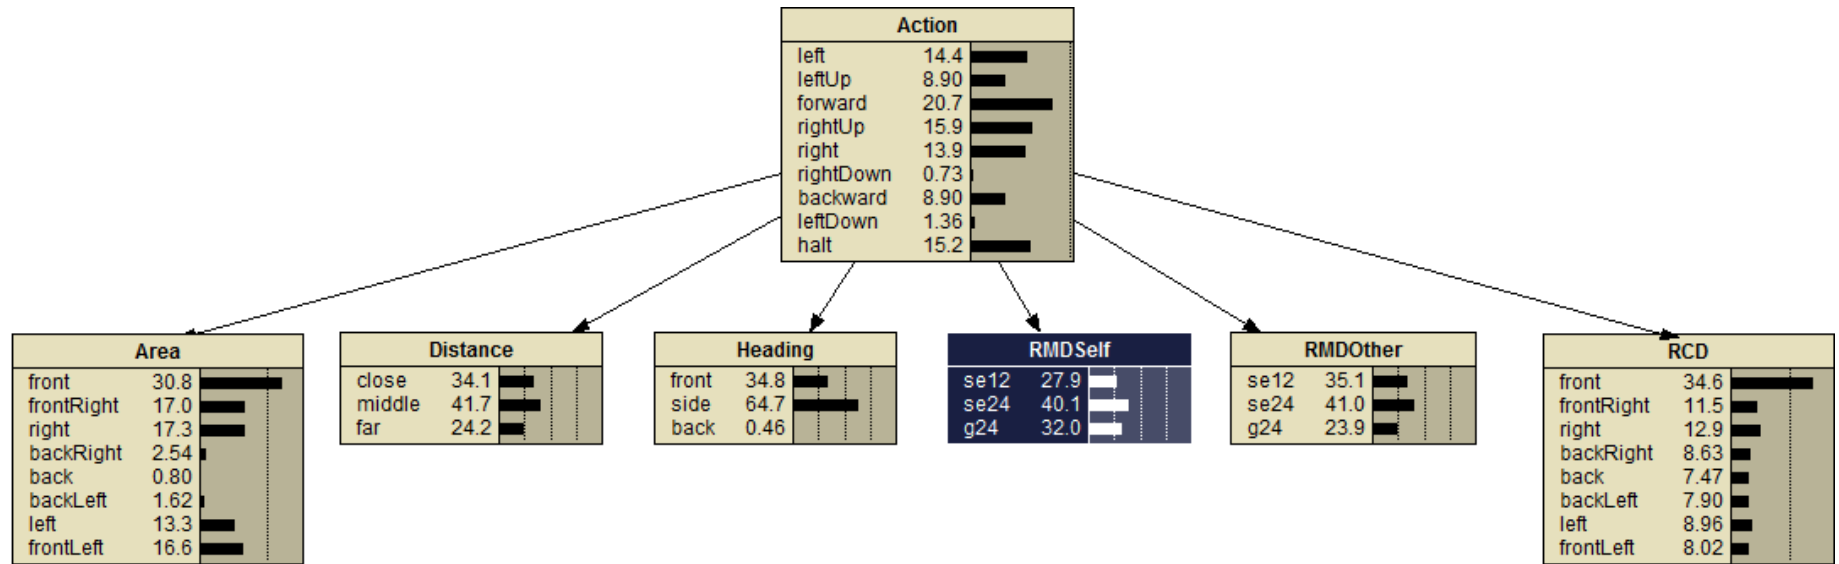 Action
left 14.4
leftUp 8.90
forward 20.7
rightUp 15.9
right 13.9
rightDown 0.73
backward 8.90
leftDown 1.36
halt 15.2
Area
front 30.8
frontRight 17.0
right 17.3
backRight 2.54
back 0.80
backLeft 1.62
left 13.3
frontLeft 16.6
Distance
close 34.1
middle 41.7
far 24.2
Heading
front 34.8
side 64.7
back 0.46
RMDSelf
se12 27.9
se24 40.1
g24 32.0
RMDOther
se12 35.1
se24 41.0
g24 23.9
RCD
front 34.6
frontRight 11.5
right 12.9
backRight 8.63
back 7.47
backLeft 7.90
left 8.96
frontLeft 8.02